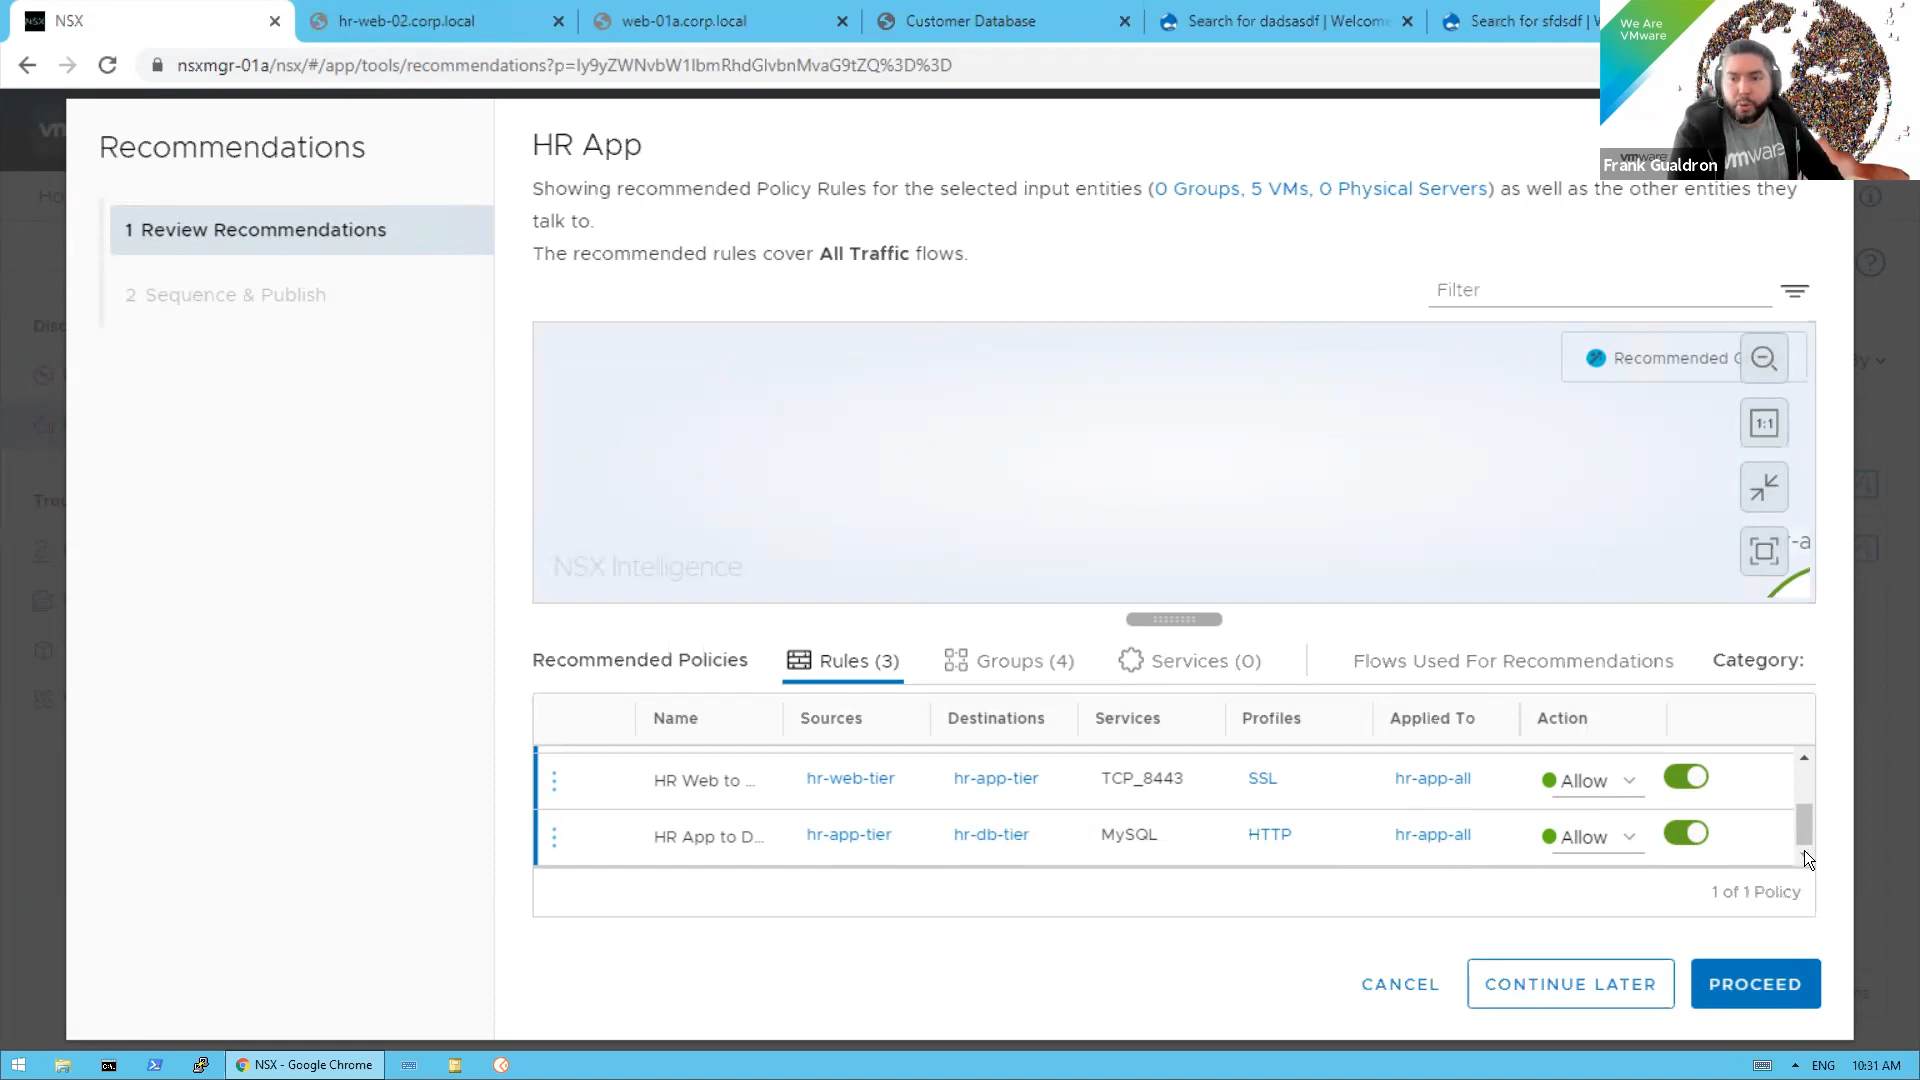 NSX
hr-web-02.corp.local
web-01a.corp.local
Customer Database
Search for dadsasdf | Welcome
Search for sfdsdf | W
nsxmgr-01a/nsx/#/app/tools/recommendations?p=Iy9yZWNvbW1lbmRhdGlvbnMvaG9tZQ%3D%3D
We Are
VMware
vmware
Frank Gualdron
Recommendations
1 Review Recommendations
2 Sequence & Publish
HR App
Showing recommended Policy Rules for the selected input entities (0 Groups, 5 VMs, 0 Physical Servers) as well as the other entities they
talk to.
The recommended rules cover All Traffic flows.
Filter
Recommended G
1:1
r-a
NSX Intelligence
Recommended Policies
Rules (3)
Groups (4)
Services (0)
Flows Used For Recommendations
Category:
Name Sources Destinations Services Profiles Applied To Action
HR Web to ... hr-web-tier hr-app-tier TCP_8443 SSL hr-app-all Allow
HR App to D... hr-app-tier hr-db-tier MySQL HTTP hr-app-all Allow
1 of 1 Policy
CANCEL
CONTINUE LATER
PROCEED
NSX - Google Chrome
ENG
10:31 AM